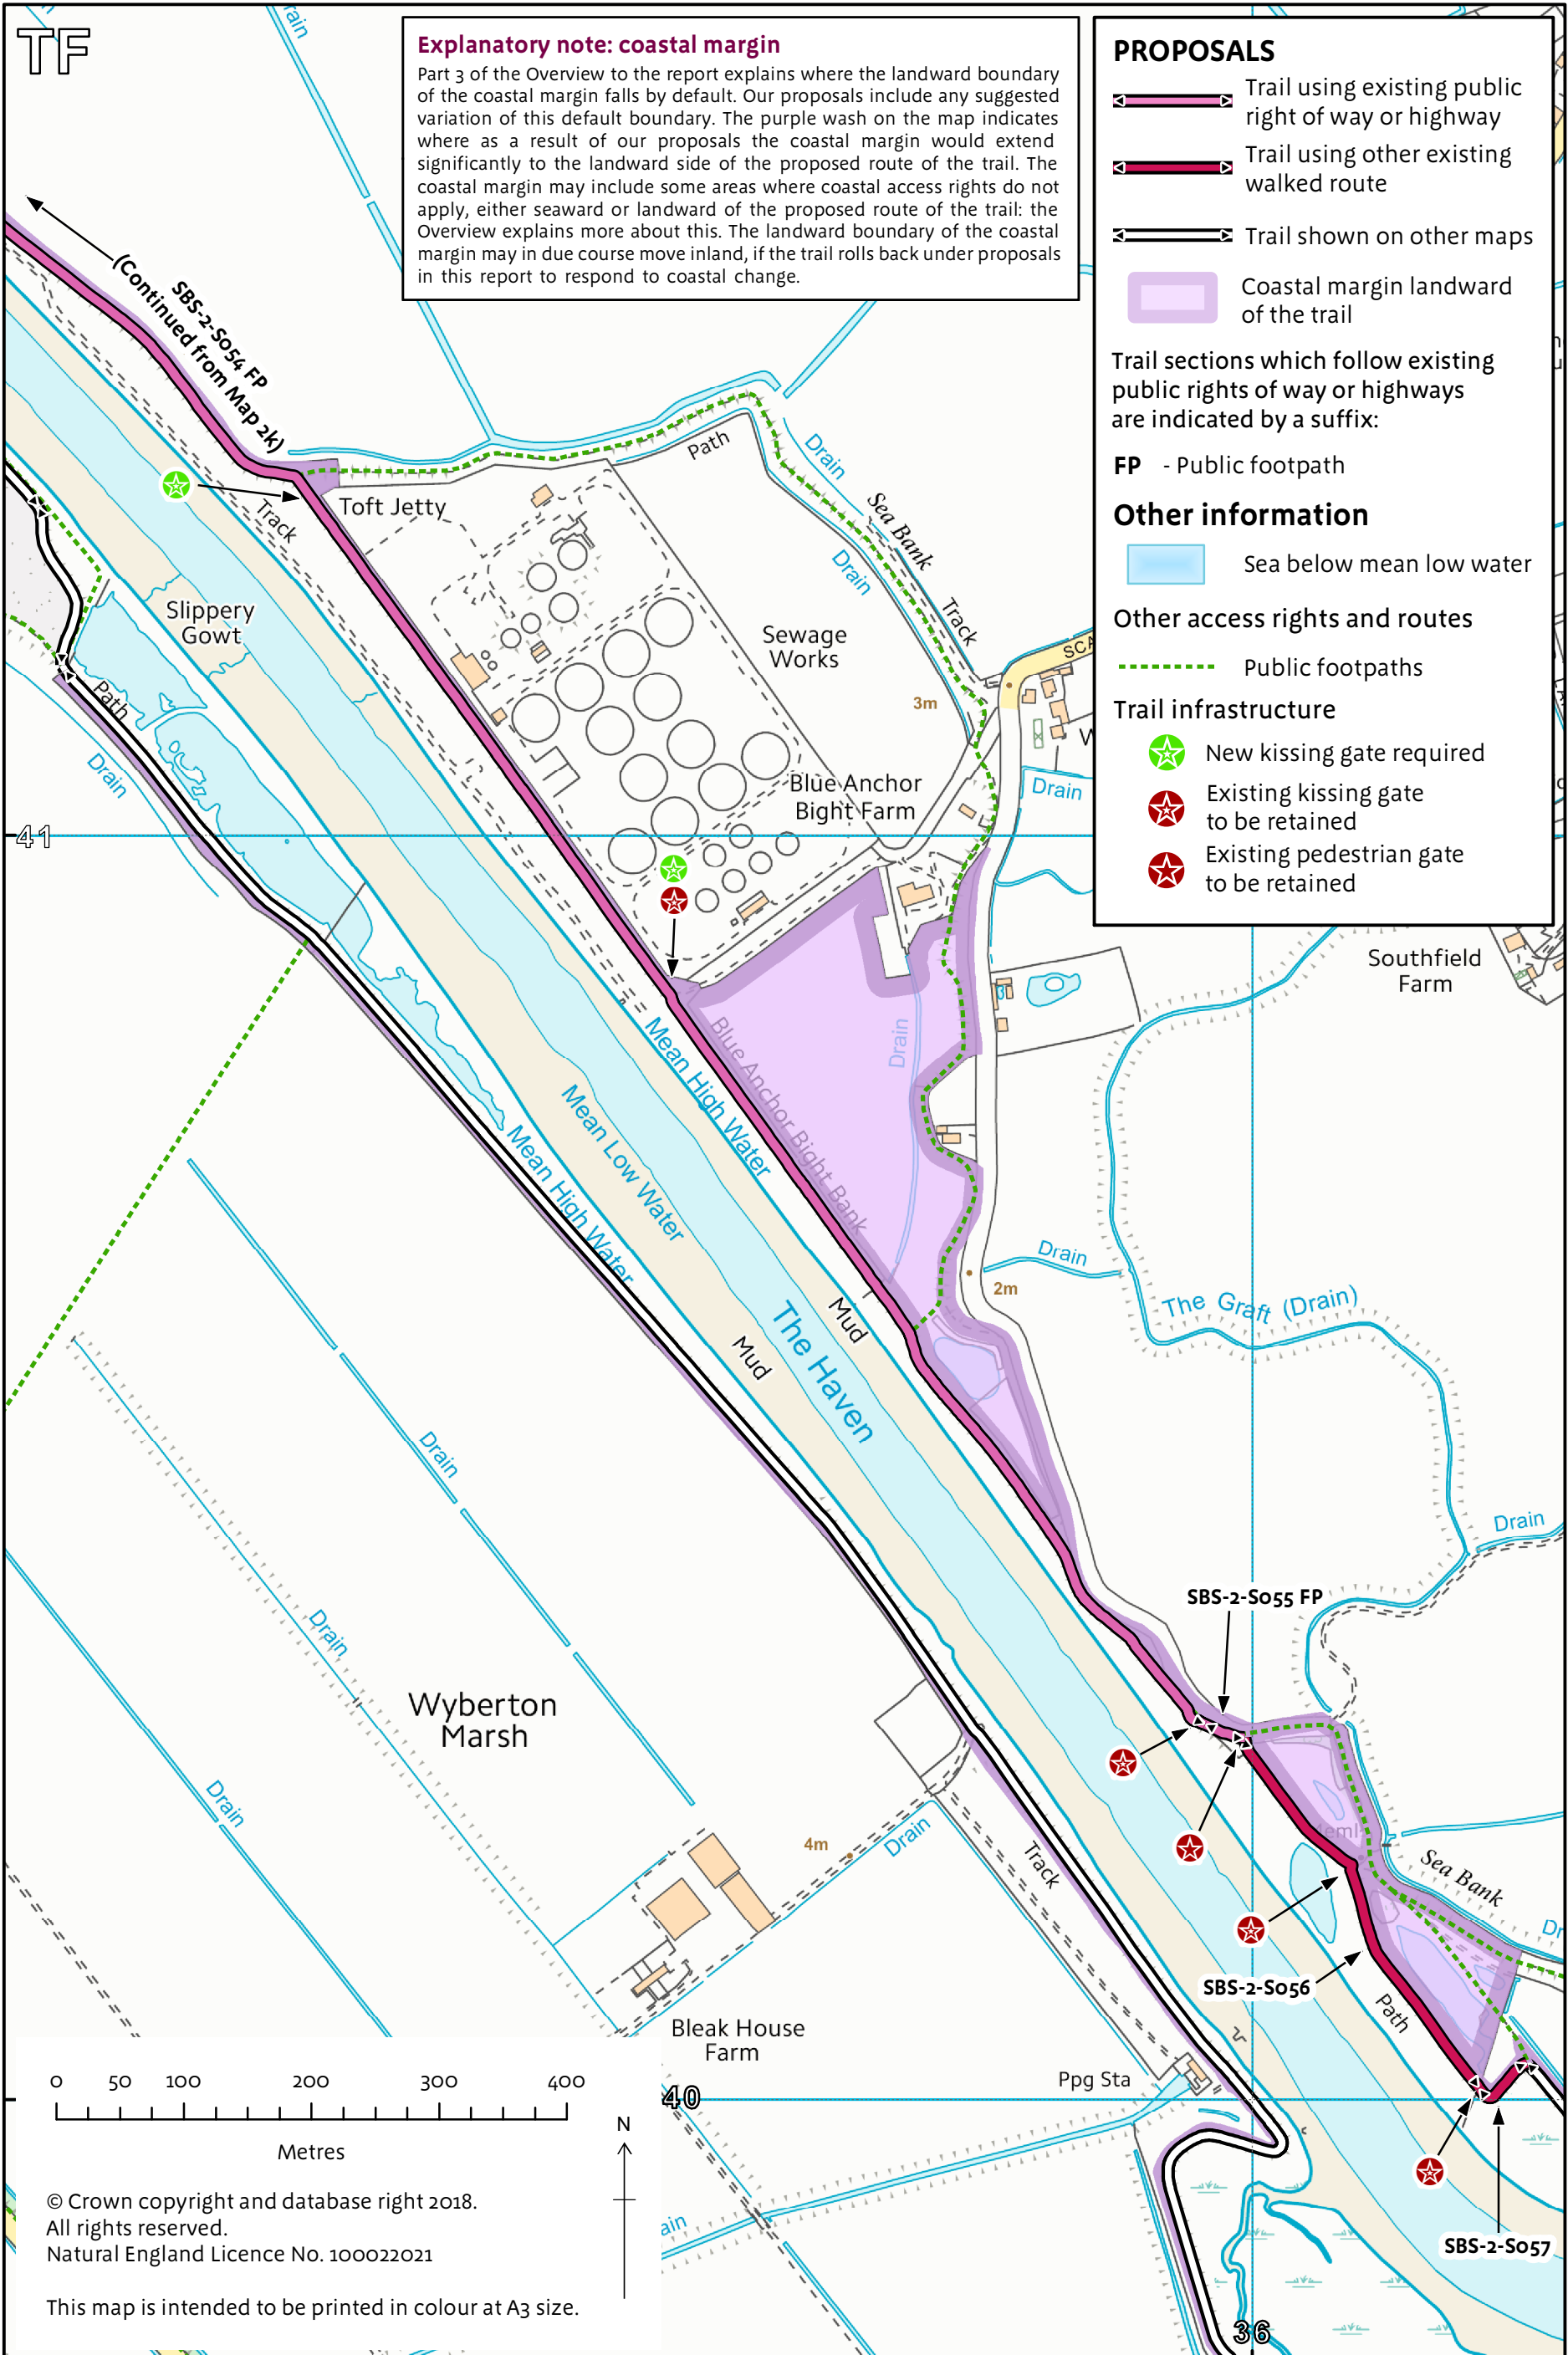 TF
Explanatory note: coastal margin
Part 3 of the Overview to the report explains where the landward boundary
of the coastal margin falls by default. Our proposals include any suggested
variation of this default boundary. The purple wash on the map indicates
where as a result of our proposals the coastal margin would extend
significantly to the landward side of the proposed route of the trail. The
coastal margin may include some areas where coastal access rights do not
apply, either seaward or landward of the proposed route of the trail: the
Overview explains more about this. The landward boundary of the coastal
margin may in due course move inland, if the trail rolls back under proposals
in this report to respond to coastal change.
PROPOSALS
Trail using existing public
right of way or highway
Trail using other existing
walked route
Trail shown on other maps
Coastal margin landward
of the trail
Trail sections which follow existing
public rights of way or highways
are indicated by a suffix:
FP - Public footpath
Other information
Sea below mean low water
Other access rights and routes
Public footpaths
Trail infrastructure
New kissing gate required
Existing kissing gate
to be retained
Existing pedestrian gate
to be retained
SBS-2-S054 FP
(Continued from Map 2k)
Path
Drain
Toft Jetty
Track
Sea Bank
Drain
Track
Slippery
Gowt
Sewage
Works
SCA
3m
Path
Drain
Blue Anchor
Bight Farm
Drain
41
Southfield
Farm
Drain
Blue Anchor Bight Bank
Mean High Water
Mean Low Water
Mean High Water
Drain
2m
The Graft (Drain)
Mud
The Haven
Mud
Drain
Drain
SBS-2-S055 FP
Drain
Wyberton
Marsh
Drain
Meml
4m
Drain
Track
Sea Bank
Dr
SBS-2-S056
Path
Bleak House
Farm
Ppg Sta
0 50 100 200 300 400
Metres
N
40
© Crown copyright and database right 2018.
All rights reserved.
Natural England Licence No. 100022021
This map is intended to be printed in colour at A3 size.
ain
SBS-2-S057
36